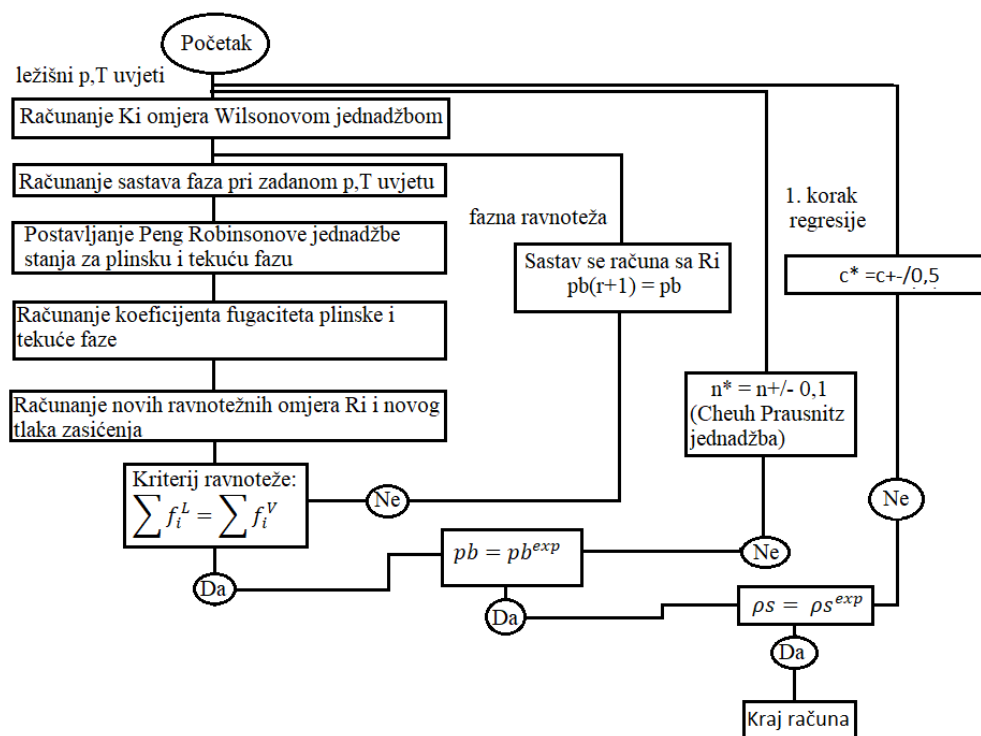 Početak
ležišni p,T uvjeti
Računanje Ki omjera Wilsonovom jednadžbom
Računanje sastava faza pri zadanom p,T uvjetu
Postavljanje Peng Robinsonove jednadžbe
stanja za plinsku i tekuću fazu
Računanje koeficijenta fugaciteta plinske i
tekuće faze
Računanje novih ravnotežnih omjera Ri i novog
tlaka zasićenja
Kriterij ravnoteže:
∑ f_i^L = ∑ f_i^V
Ne
Da
fazna ravnoteža
Sastav se računa sa Ri
pb(r+1) = pb
pb = pb^exp
Ne
Da
n* = n+/- 0,1
(Cheuh Prausnitz
jednadžba)
1. korak
regresije
c* =c+-/0,5
Ne
ρs = ρs^exp
Da
Kraj računa